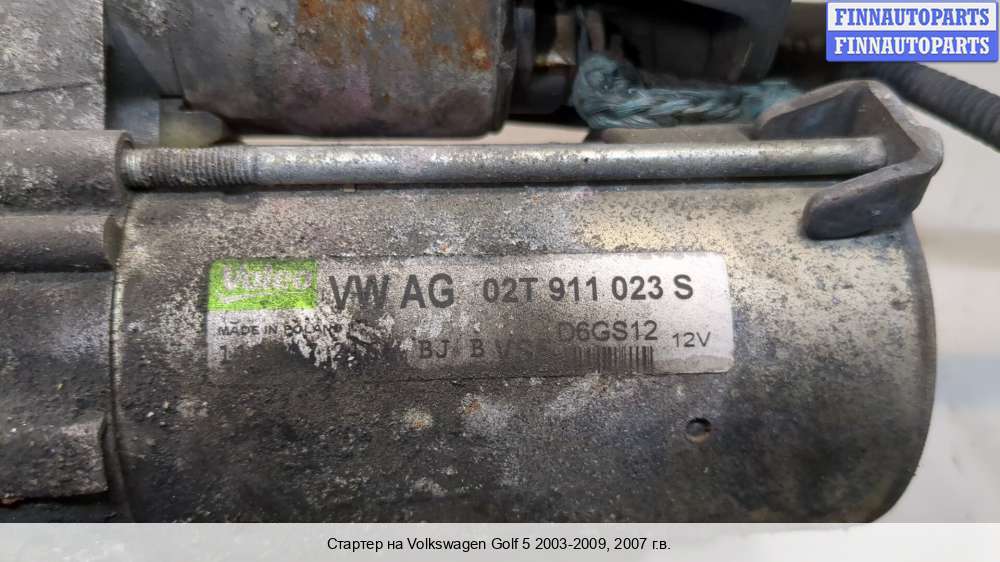 FINNAUTOPARTS
FINNAUTOPARTS
Valeo VW AG 02T 911 023 S
MADE IN POLAND D6GS12 12V
BJ B
Стартер на Volkswagen Golf 5 2003-2009, 2007 г.в.